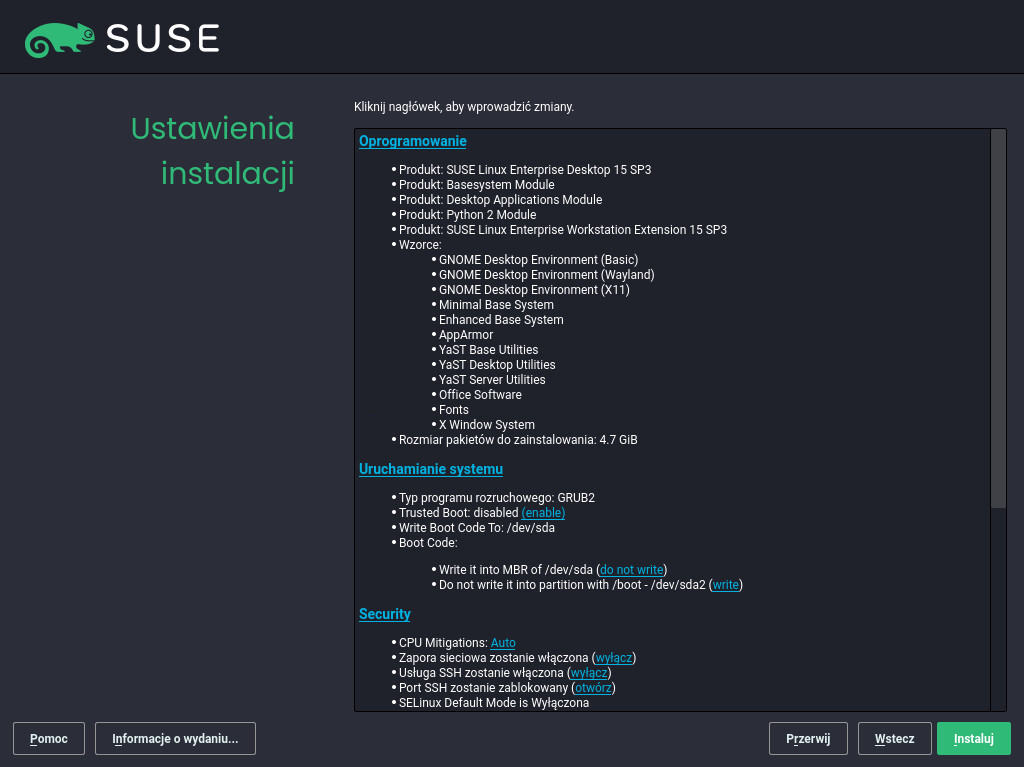 SUSE
Ustawienia
instalacji
Kliknij nagłówek, aby wprowadzić zmiany.
Oprogramowanie
• Produkt: SUSE Linux Enterprise Desktop 15 SP3
• Produkt: Basesystem Module
• Produkt: Desktop Applications Module
• Produkt: Python 2 Module
• Produkt: SUSE Linux Enterprise Workstation Extension 15 SP3
• Wzorce:
• GNOME Desktop Environment (Basic)
• GNOME Desktop Environment (Wayland)
• GNOME Desktop Environment (X11)
• Minimal Base System
• Enhanced Base System
• AppArmor
• YaST Base Utilities
• YaST Desktop Utilities
• YaST Server Utilities
• Office Software
• Fonts
• X Window System
• Rozmiar pakietów do zainstalowania: 4.7 GiB
Uruchamianie systemu
• Typ programu rozruchowego: GRUB2
• Trusted Boot: disabled (enable)
• Write Boot Code To: /dev/sda
• Boot Code:
• Write it into MBR of /dev/sda (do not write)
• Do not write it into partition with /boot - /dev/sda2 (write)
Security
• CPU Mitigations: Auto
• Zapora sieciowa zostanie włączona (wyłącz)
• Usługa SSH zostanie włączona (wyłącz)
• Port SSH zostanie zablokowany (otwórz)
• SELinux Default Mode is Wyłączona
Pomoc
Informacje o wydaniu...
Przerwij
Wstecz
Instaluj